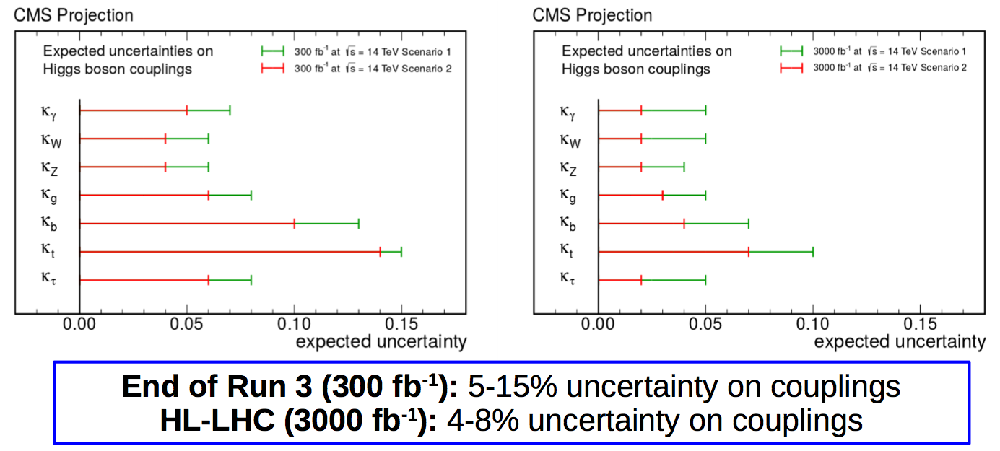 CMS Projection
Expected uncertainties on
Higgs boson couplings
300 fb⁻¹ at √s = 14 TeV Scenario 1
300 fb⁻¹ at √s = 14 TeV Scenario 2
κγ
κW
κZ
κg
κb
κt
κτ
0.00 0.05 0.10 0.15
expected uncertainty
CMS Projection
Expected uncertainties on
Higgs boson couplings
3000 fb⁻¹ at √s = 14 TeV Scenario 1
3000 fb⁻¹ at √s = 14 TeV Scenario 2
κγ
κW
κZ
κg
κb
κt
κτ
0.00 0.05 0.10 0.15
expected uncertainty
End of Run 3 (300 fb⁻¹): 5-15% uncertainty on couplings
HL-LHC (3000 fb⁻¹): 4-8% uncertainty on couplings